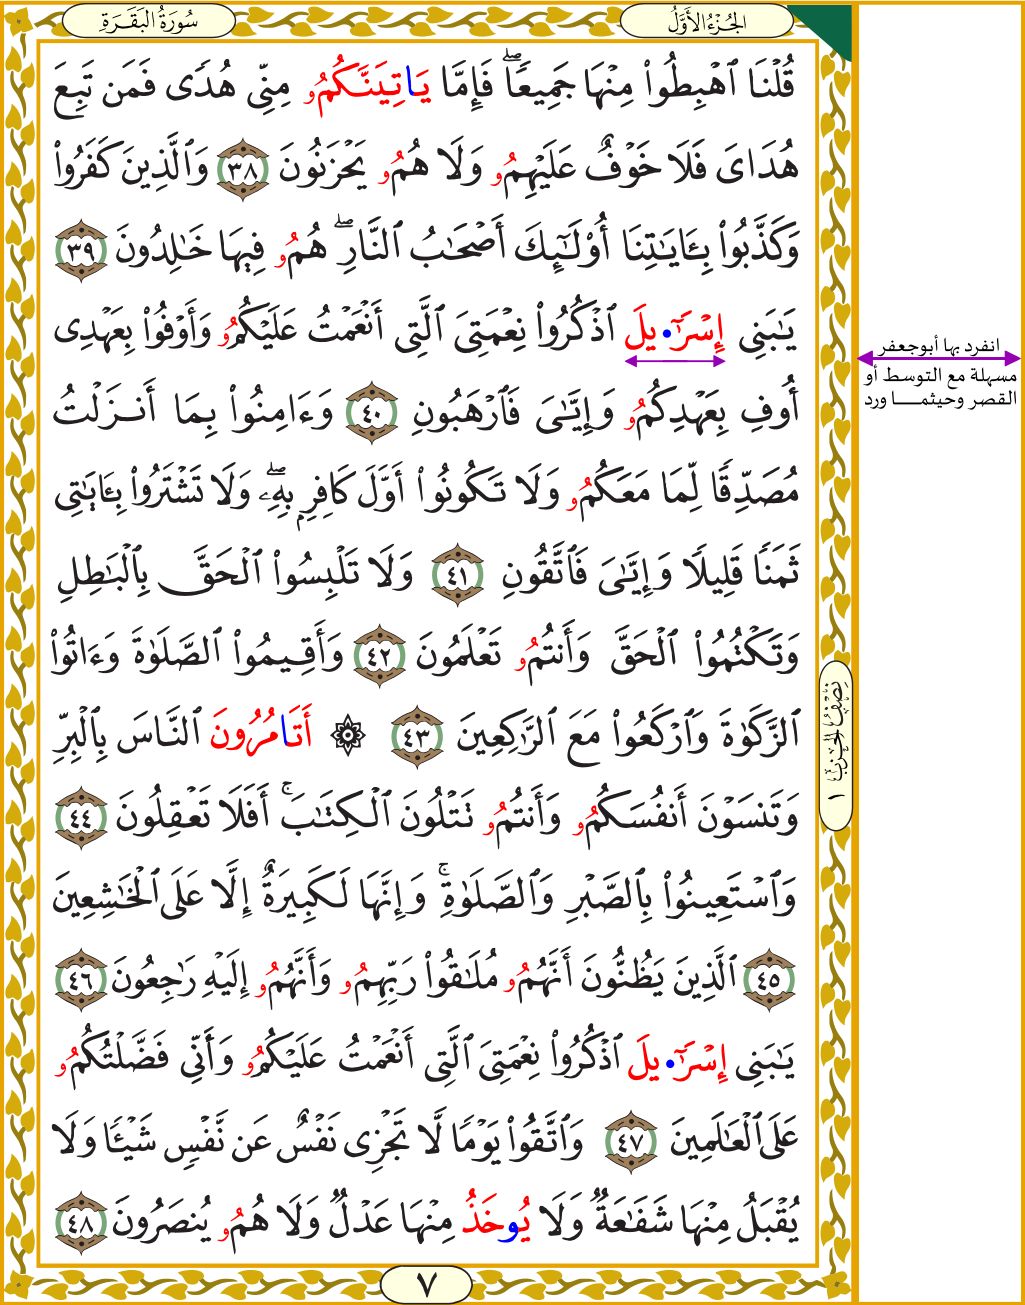 سُورَةُ البَقَرَةِ
الجُزْءُ الأَوَّلُ
قُلْنَا ٱهْبِطُوا۟ مِنْهَا جَمِيعًا ۖ فَإِمَّا يَاتِيَنَّكُمُو مِنِّى هُدًى فَمَن تَبِعَ
هُدَاىَ فَلَا خَوْفٌ عَلَيْهِمُو وَلَا هُمُو يَحْزَنُونَ ٣٨ وَٱلَّذِينَ كَفَرُوا۟
وَكَذَّبُوا۟ بِـَٔايَـٰتِنَا أُو۟لَـٰٓئِكَ أَصْحَـٰبُ ٱلنَّارِ ۖ هُمُو فِيهَا خَـٰلِدُونَ ٣٩
يَـٰبَنِى إِسْرَٰٓ•يلَ ٱذْكُرُوا۟ نِعْمَتِىَ ٱلَّتِى أَنْعَمْتُ عَلَيْكُمُو وَأَوْفُوا۟ بِعَهْدِى
أُوفِ بِعَهْدِكُمُو وَإِيَّـٰىَ فَٱرْهَبُونِ ٤٠ وَءَامِنُوا۟ بِمَا أَنزَلْتُ
مُصَدِّقًا لِّمَا مَعَكُمُو وَلَا تَكُونُوا۟ أَوَّلَ كَافِرٍۭ بِهِۦ ۖ وَلَا تَشْتَرُوا۟ بِـَٔايَـٰتِى
ثَمَنًا قَلِيلًا وَإِيَّـٰىَ فَٱتَّقُونِ ٤١ وَلَا تَلْبِسُوا۟ ٱلْحَقَّ بِٱلْبَـٰطِلِ
وَتَكْتُمُوا۟ ٱلْحَقَّ وَأَنتُمُو تَعْلَمُونَ ٤٢ وَأَقِيمُوا۟ ٱلصَّلَوٰةَ وَءَاتُوا۟
ٱلزَّكَوٰةَ وَٱرْكَعُوا۟ مَعَ ٱلرَّٰكِعِينَ ٤٣ ۞ أَتَامُرُونَ ٱلنَّاسَ بِٱلْبِرِّ
وَتَنسَوْنَ أَنفُسَكُمُو وَأَنتُمُو تَتْلُونَ ٱلْكِتَـٰبَ ۚ أَفَلَا تَعْقِلُونَ ٤٤
وَٱسْتَعِينُوا۟ بِٱلصَّبْرِ وَٱلصَّلَوٰةِ ۚ وَإِنَّهَا لَكَبِيرَةٌ إِلَّا عَلَى ٱلْخَـٰشِعِينَ
٤٥ ٱلَّذِينَ يَظُنُّونَ أَنَّهُمُو مُلَـٰقُوا۟ رَبِّهِمُو وَأَنَّهُمُو إِلَيْهِ رَٰجِعُونَ ٤٦
يَـٰبَنِى إِسْرَٰٓ•يلَ ٱذْكُرُوا۟ نِعْمَتِىَ ٱلَّتِى أَنْعَمْتُ عَلَيْكُمُو وَأَنِّى فَضَّلْتُكُمُو
عَلَى ٱلْعَـٰلَمِينَ ٤٧ وَٱتَّقُوا۟ يَوْمًا لَّا تَجْزِى نَفْسٌ عَن نَّفْسٍ شَيْـًٔا وَلَا
يُقْبَلُ مِنْهَا شَفَـٰعَةٌ وَلَا يُوخَذُ مِنْهَا عَدْلٌ وَلَا هُمُو يُنصَرُونَ ٤٨
٧
نِصْفُ الحِزْبِ ١
انفرد بها أبوجعفر
مسهلة مع التوسط أو
القصر وحيثما ورد